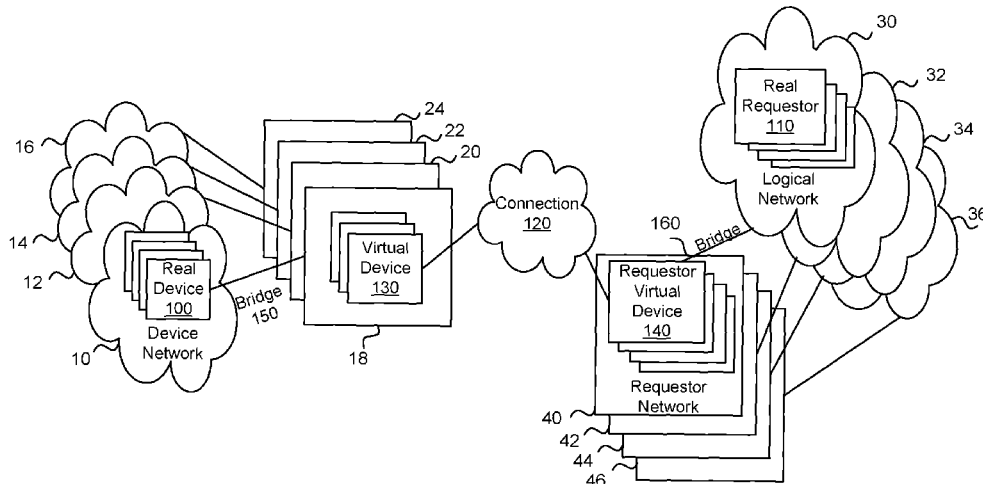 16
14
12
10
Real
Device
100
Device
Network
Bridge
150
24
22
20
Virtual
Device
130
18
Connection
120
30
32
34
36
Real
Requestor
110
Logical
Network
160
Bridge
Requestor
Virtual
Device
140
Requestor
Network
40
42
44
46